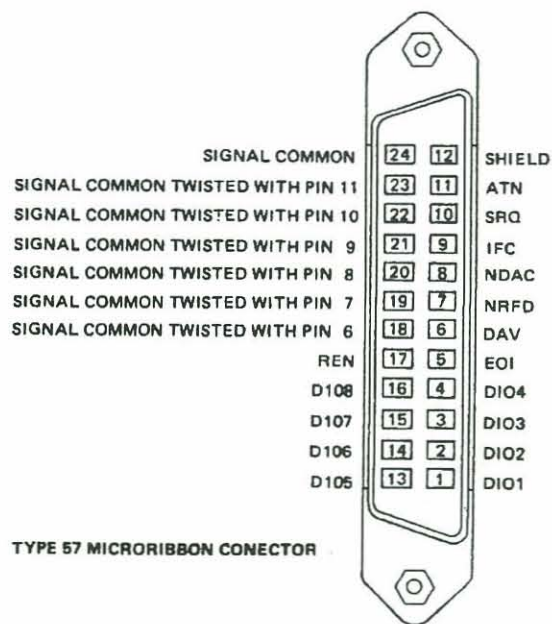 SIGNAL COMMON 24 12 SHIELD
SIGNAL COMMON TWISTED WITH PIN 11 23 11 ATN
SIGNAL COMMON TWISTED WITH PIN 10 22 10 SRQ
SIGNAL COMMON TWISTED WITH PIN 9 21 9 IFC
SIGNAL COMMON TWISTED WITH PIN 8 20 8 NDAC
SIGNAL COMMON TWISTED WITH PIN 7 19 7 NRFD
SIGNAL COMMON TWISTED WITH PIN 6 18 6 DAV
REN 17 5 EOI
D108 16 4 DIO4
D107 15 3 DIO3
D106 14 2 DIO2
D105 13 1 DIO1
TYPE 57 MICRORIBBON CONECTOR